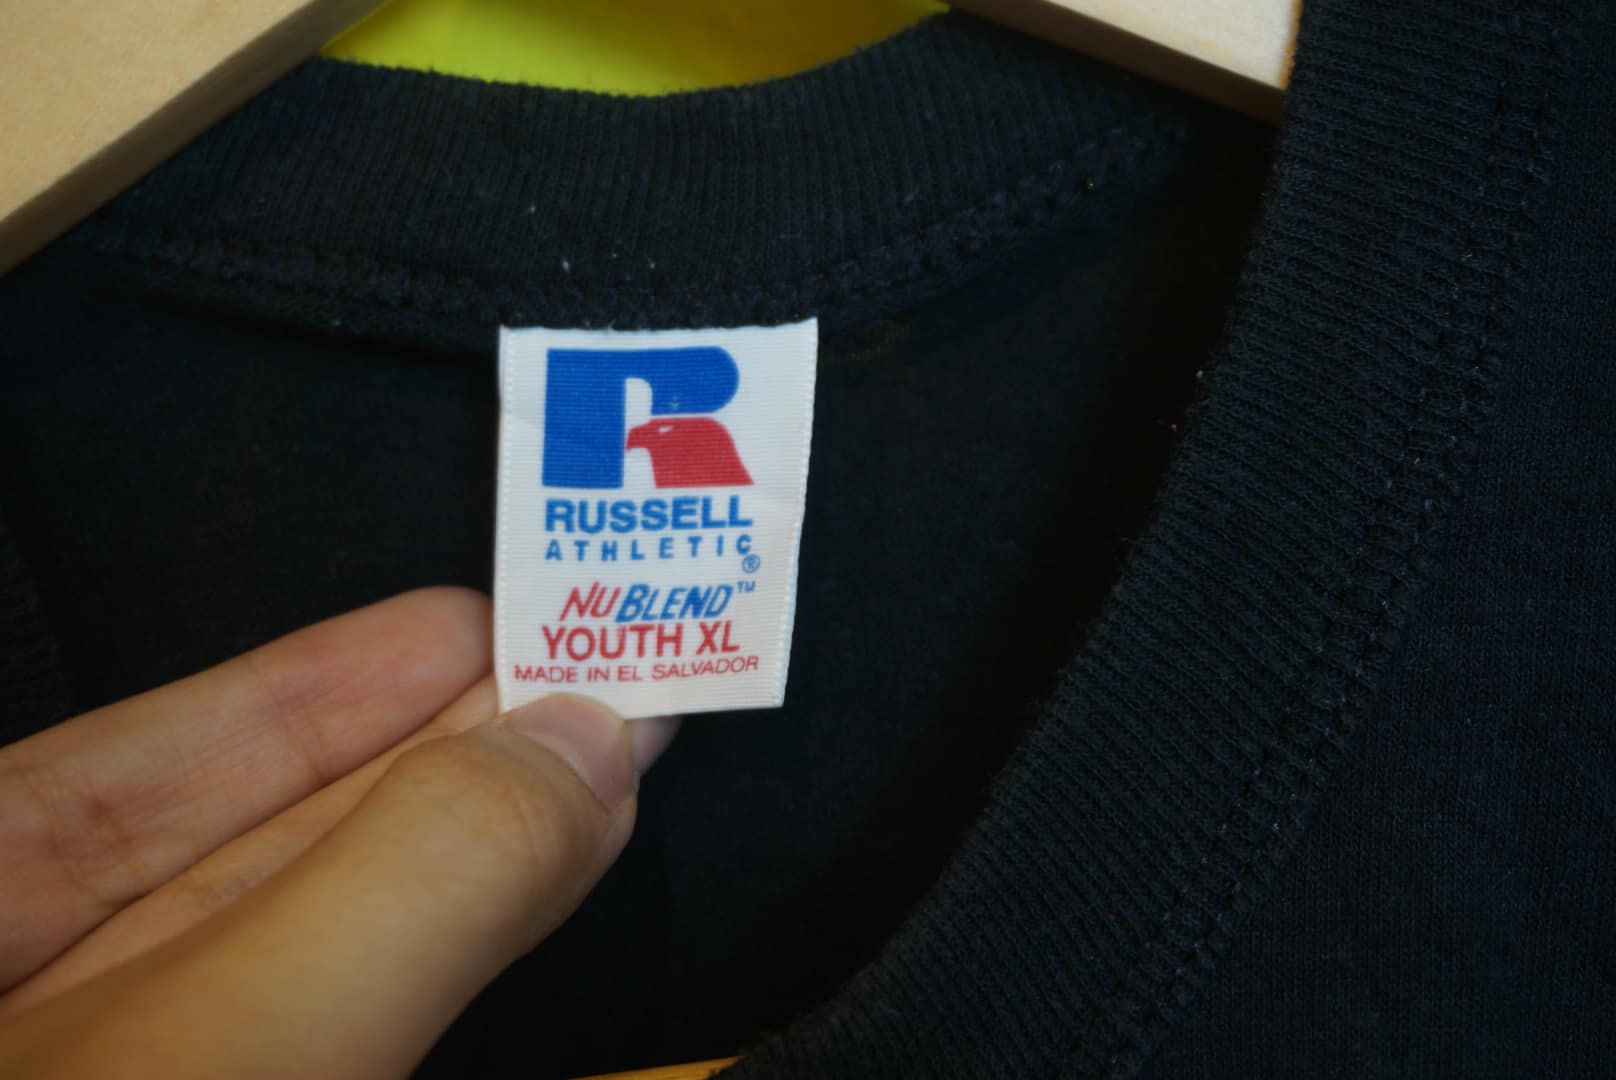 R
RUSSELL
ATHLETIC®
NUBLEND™
YOUTH XL
MADE IN EL SALVADOR